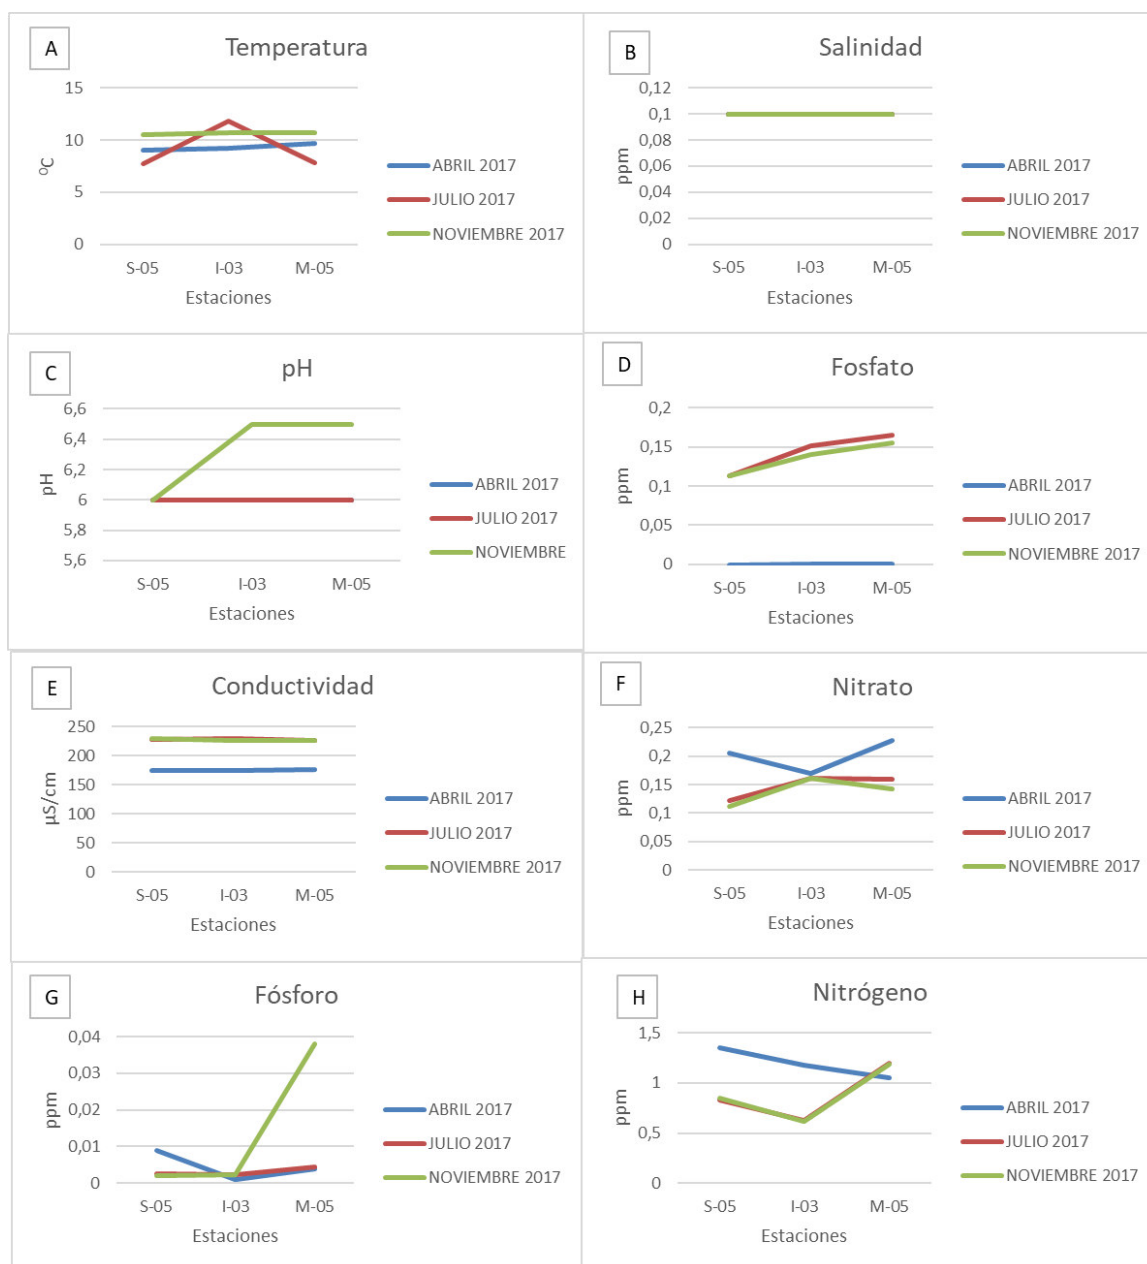 A
Temperatura
15
10
5
0
ºC
S-05 I-03 M-05
Estaciones
ABRIL 2017
JULIO 2017
NOVIEMBRE 2017
B
Salinidad
0,12
0,1
0,08
0,06
0,04
0,02
0
ppm
S-05 I-03 M-05
Estaciones
ABRIL 2017
JULIO 2017
NOVIEMBRE 2017
C
pH
6,6
6,4
6,2
6
5,8
5,6
pH
S-05 I-03 M-05
Estaciones
ABRIL 2017
JULIO 2017
NOVIEMBRE
D
Fosfato
0,2
0,15
0,1
0,05
0
ppm
S-05 I-03 M-05
Estaciones
ABRIL 2017
JULIO 2017
NOVIEMBRE 2017
E
Conductividad
250
200
150
100
50
0
µS/cm
S-05 I-03 M-05
Estaciones
ABRIL 2017
JULIO 2017
NOVIEMBRE 2017
F
Nitrato
0,25
0,2
0,15
0,1
0,05
0
ppm
S-05 I-03 M-05
Estaciones
ABRIL 2017
JULIO 2017
NOVIEMBRE 2017
G
Fósforo
0,04
0,03
0,02
0,01
0
ppm
S-05 I-03 M-05
Estaciones
ABRIL 2017
JULIO 2017
NOVIEMBRE 2017
H
Nitrógeno
1,5
1
0,5
0
ppm
S-05 I-03 M-05
Estaciones
ABRIL 2017
JULIO 2017
NOVIEMBRE 2017